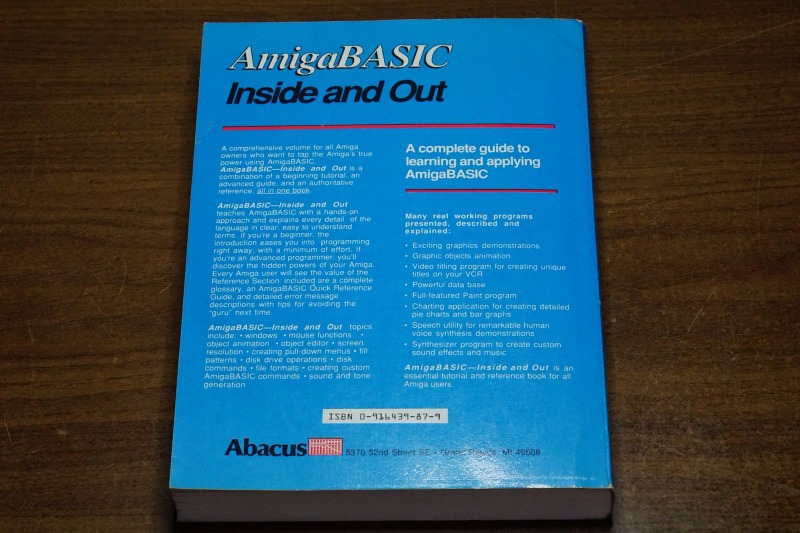 AmigaBASIC
Inside and Out
A comprehensive volume for all Amiga
owners who want to tap the Amiga's true
power using AmigaBASIC.
AmigaBASIC—Inside and Out is a
combination of a beginning tutorial, an
advanced guide, and an authoritative
reference: all in one book.
AmigaBASIC—Inside and Out
teaches AmigaBASIC with a hands-on
approach and explains every detail of the
language in clear, easy to understand
terms. If you're a beginner, the
introduction eases you into programming
right away, with a minimum of effort. If
you're an advanced programmer, you'll
discover the hidden powers of your Amiga.
Every Amiga user will see the value of the
Reference Section: included are a complete
glossary, an AmigaBASIC Quick Reference
Guide, and detailed error message
descriptions with tips for avoiding the
"guru" next time.
AmigaBASIC—Inside and Out topics
include: • windows • mouse functions •
object animation • object editor • screen
resolution • creating pull-down menus • fill
patterns • disk drive operations • disk
commands • file formats • creating custom
AmigaBASIC commands • sound and tone
generation
A complete guide to
learning and applying
AmigaBASIC
Many real working programs
presented, described and
explained:
• Exciting graphics demonstrations
• Graphic objects animation
• Video titling program for creating unique
titles on your VCR
• Powerful data base
• Full-featured Paint program
• Charting application for creating detailed
pie charts and bar graphs
• Speech utility for remarkable human
voice synthesis demonstrations
• Synthesizer program to create custom
sound effects and music
AmigaBASIC—Inside and Out is an
essential tutorial and reference book for all
Amiga users.
ISBN 0-916439-87-9
Abacus
5370 52nd Street SE • Grand Rapids, MI 49508